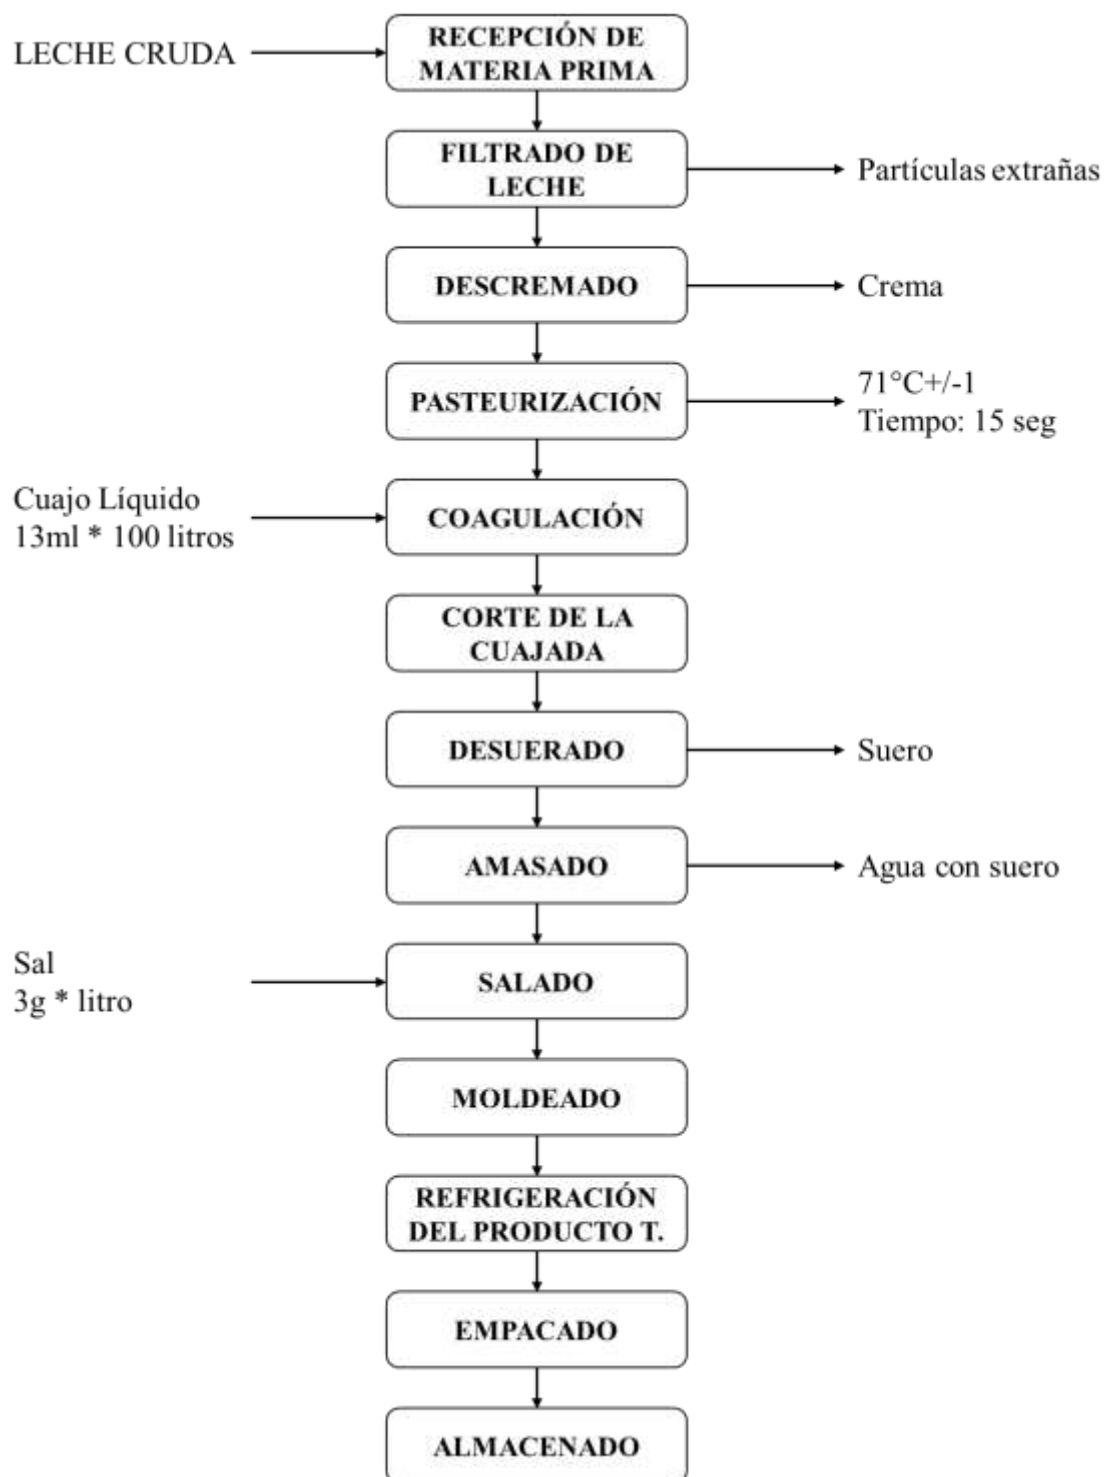 LECHE CRUDA
RECEPCIÓN DE
MATERIA PRIMA
FILTRADO DE
LECHE
Partículas extrañas
DESCREMADO
Crema
PASTEURIZACIÓN
71°C+/-1
Tiempo: 15 seg
Cuajo Líquido
13ml * 100 litros
COAGULACIÓN
CORTE DE LA
CUAJADA
DESUERADO
Suero
AMASADO
Agua con suero
Sal
3g * litro
SALADO
MOLDEADO
REFRIGERACIÓN
DEL PRODUCTO T.
EMPACADO
ALMACENADO